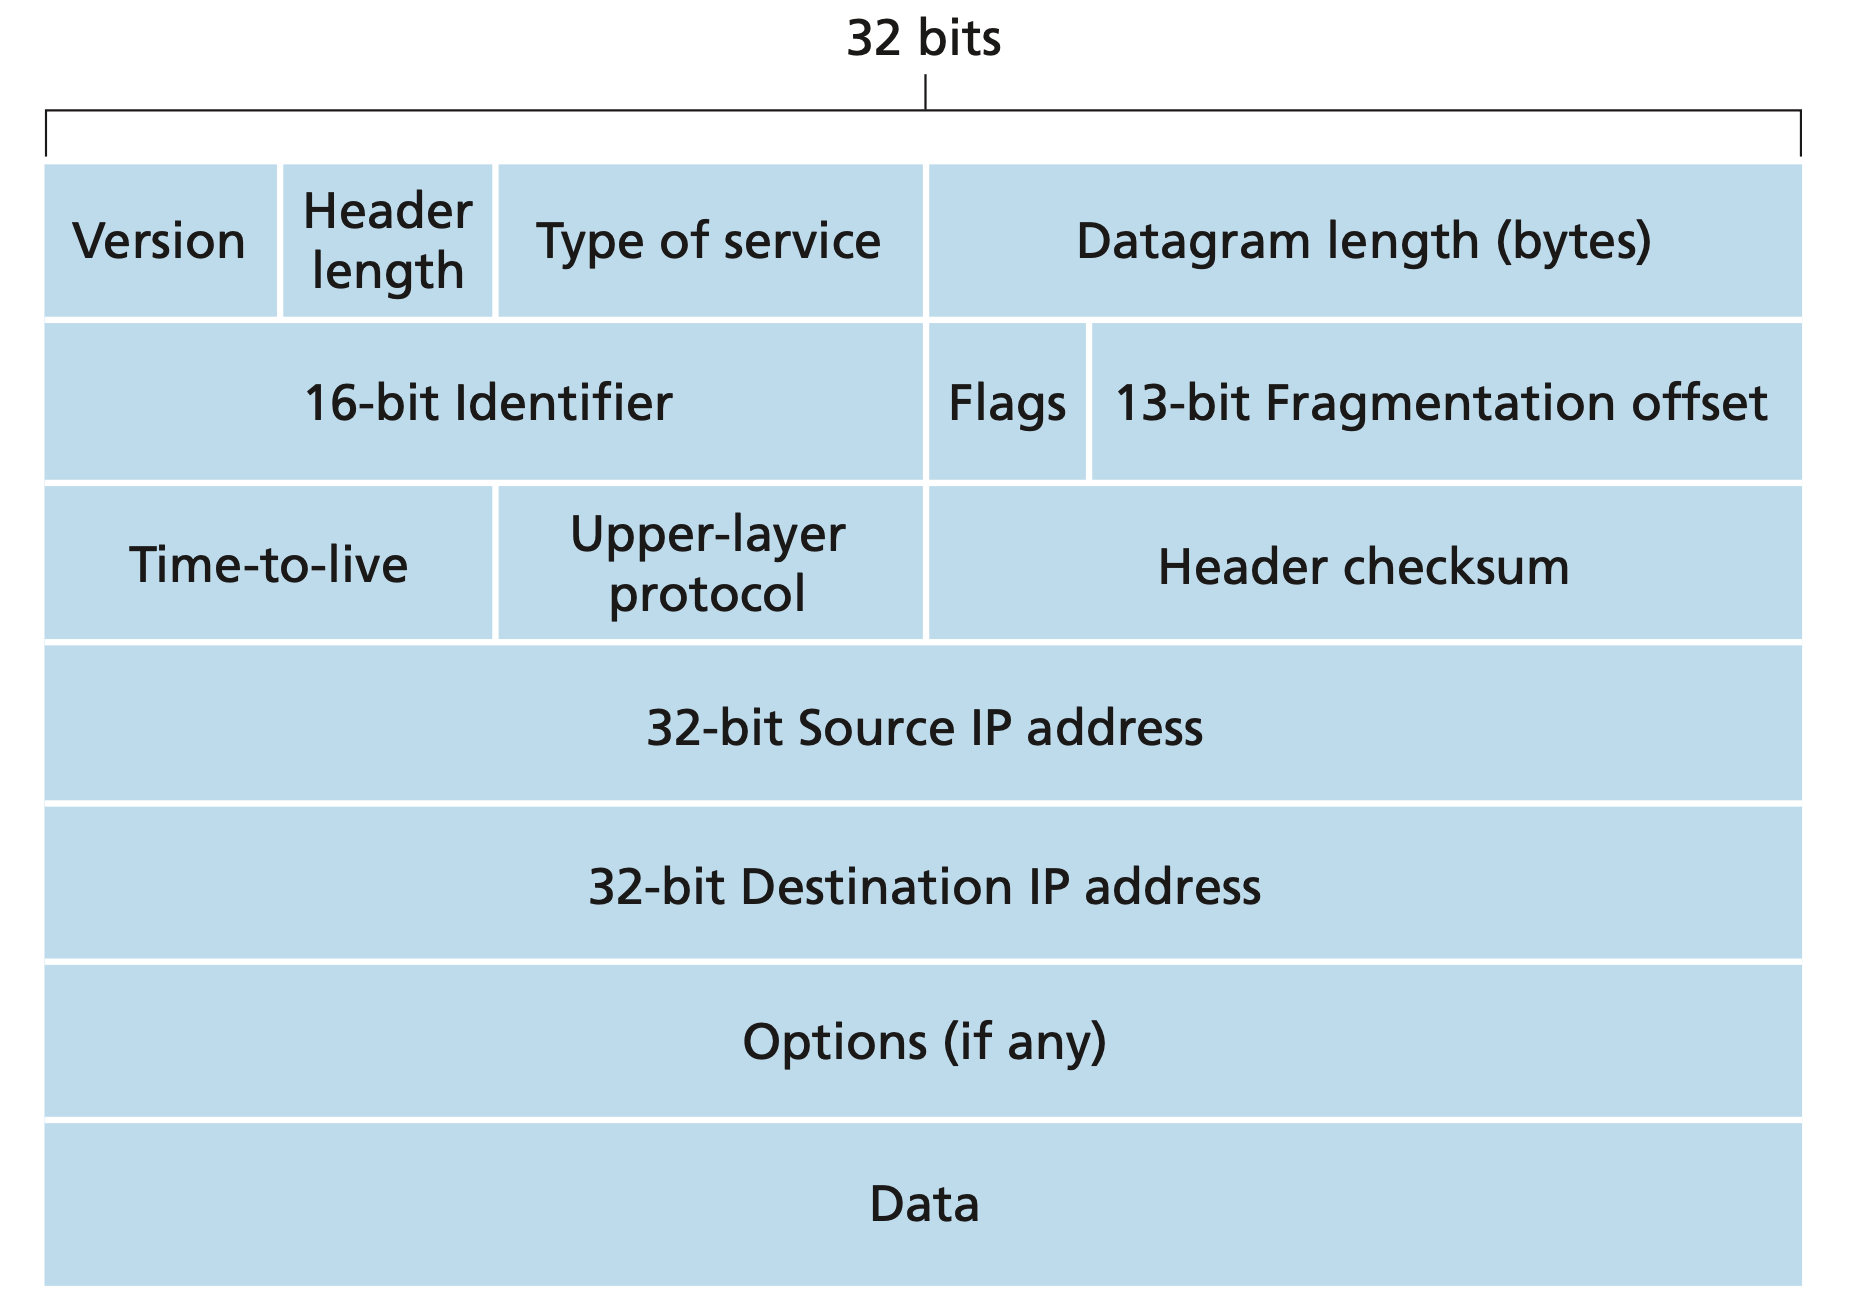 32 bits
Version
Header
length
Type of service
Datagram length (bytes)
16-bit Identifier
Flags
13-bit Fragmentation offset
Time-to-live
Upper-layer
protocol
Header checksum
32-bit Source IP address
32-bit Destination IP address
Options (if any)
Data